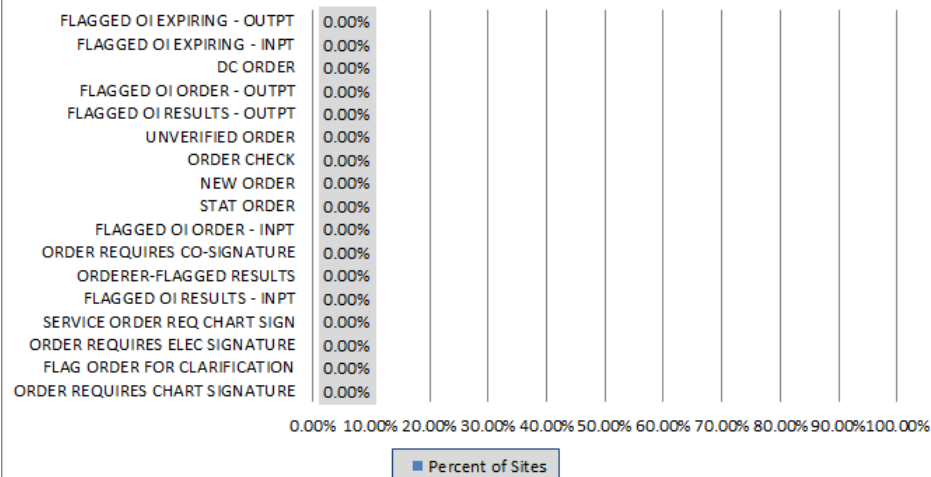 FLAGGED OI EXPIRING - OUTPT 0.00%
FLAGGED OI EXPIRING - INPT 0.00%
DC ORDER 0.00%
FLAGGED OI ORDER - OUTPT 0.00%
FLAGGED OI RESULTS - OUTPT 0.00%
UNVERIFIED ORDER 0.00%
ORDER CHECK 0.00%
NEW ORDER 0.00%
STAT ORDER 0.00%
FLAGGED OI ORDER - INPT 0.00%
ORDER REQUIRES CO-SIGNATURE 0.00%
ORDERER-FLAGGED RESULTS 0.00%
FLAGGED OI RESULTS - INPT 0.00%
SERVICE ORDER REQ CHART SIGN 0.00%
ORDER REQUIRES ELEC SIGNATURE 0.00%
FLAG ORDER FOR CLARIFICATION 0.00%
ORDER REQUIRES CHART SIGNATURE 0.00%
0.00% 10.00% 20.00% 30.00% 40.00% 50.00% 60.00% 70.00% 80.00% 90.00% 100.00%
Percent of Sites